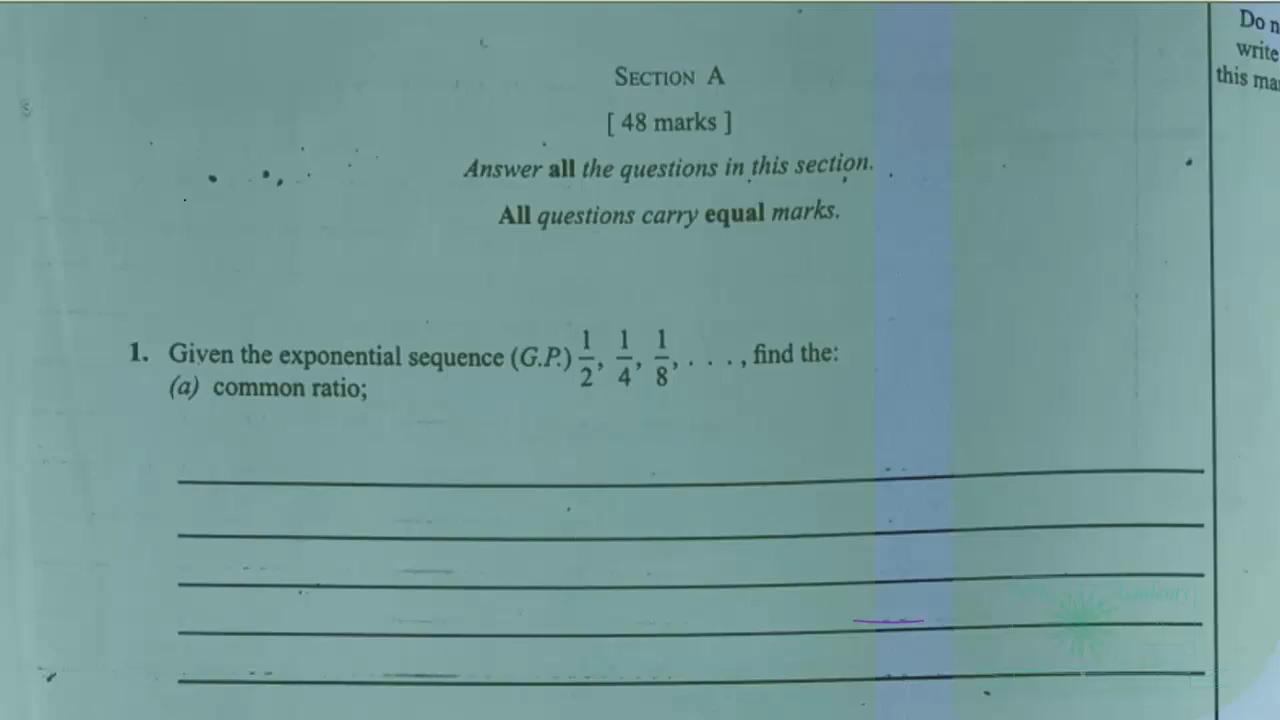 Do n
write
this ma
SECTION A
[ 48 marks ]
Answer all the questions in this section.
All questions carry equal marks.
1. Given the exponential sequence (G.P.) 1/2, 1/4, 1/8, . . . , find the:
(a) common ratio;